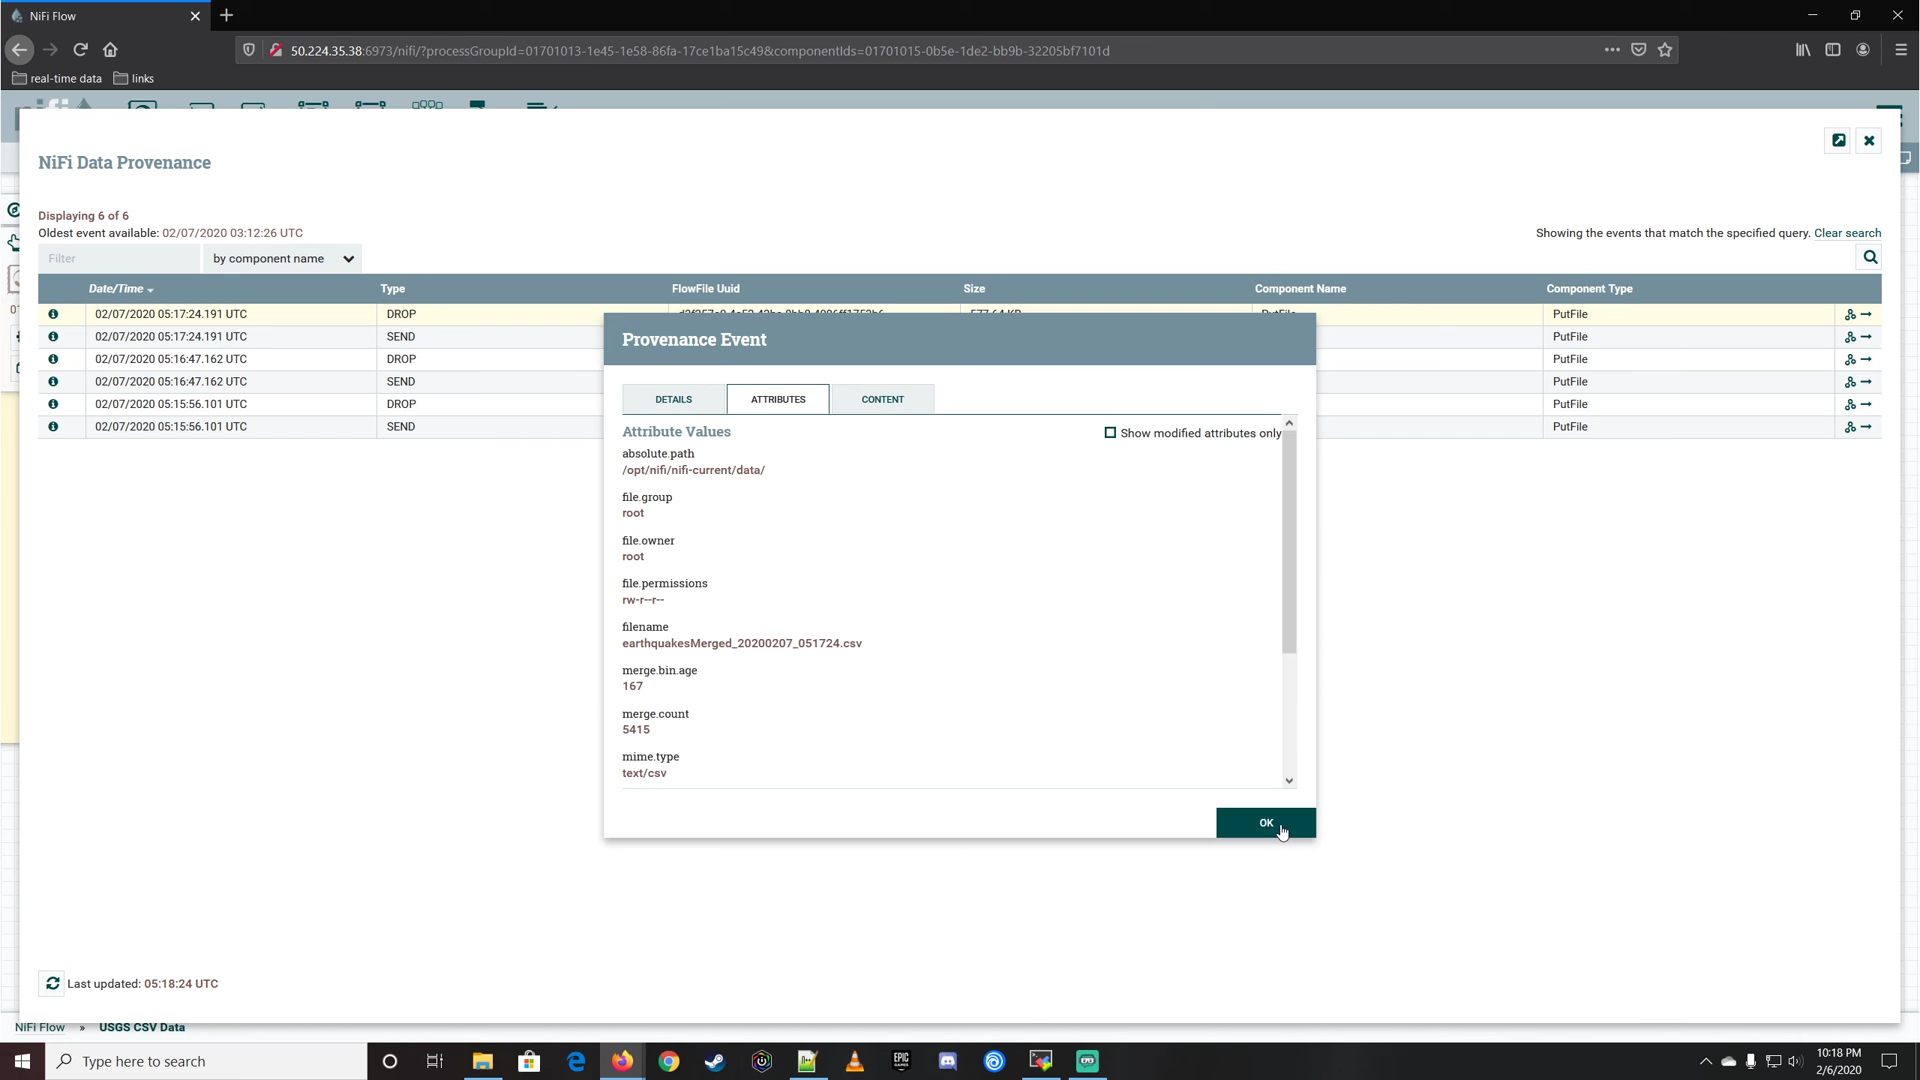 NiFi Flow
50.224.35.38:6973/nifi/?processGroupId=01701013-1e45-1e58-86fa-17ce1ba15c49&componentIds=01701015-0b5e-1de2-bb9b-32205bf7101d
real-time data links
NiFi Data Provenance
Displaying 6 of 6
Oldest event available: 02/07/2020 03:12:26 UTC
Showing the events that match the specified query. Clear search
Filter by component name
Date/Time Type FlowFile Uuid Size Component Name Component Type
02/07/2020 05:17:24.191 UTC DROP PutFile
02/07/2020 05:17:24.191 UTC SEND PutFile
02/07/2020 05:16:47.162 UTC DROP PutFile
02/07/2020 05:16:47.162 UTC SEND PutFile
02/07/2020 05:15:56.101 UTC DROP PutFile
02/07/2020 05:15:56.101 UTC SEND PutFile
Provenance Event
DETAILS ATTRIBUTES CONTENT
Attribute Values
Show modified attributes only
absolute.path
/opt/nifi/nifi-current/data/
file.group
root
file.owner
root
file.permissions
rw-r--r--
filename
earthquakesMerged_20200207_051724.csv
merge.bin.age
167
merge.count
5415
mime.type
text/csv
OK
Last updated: 05:18:24 UTC
NiFi Flow » USGS CSV Data
Type here to search
EPIC GAMES
10:18 PM
2/6/2020